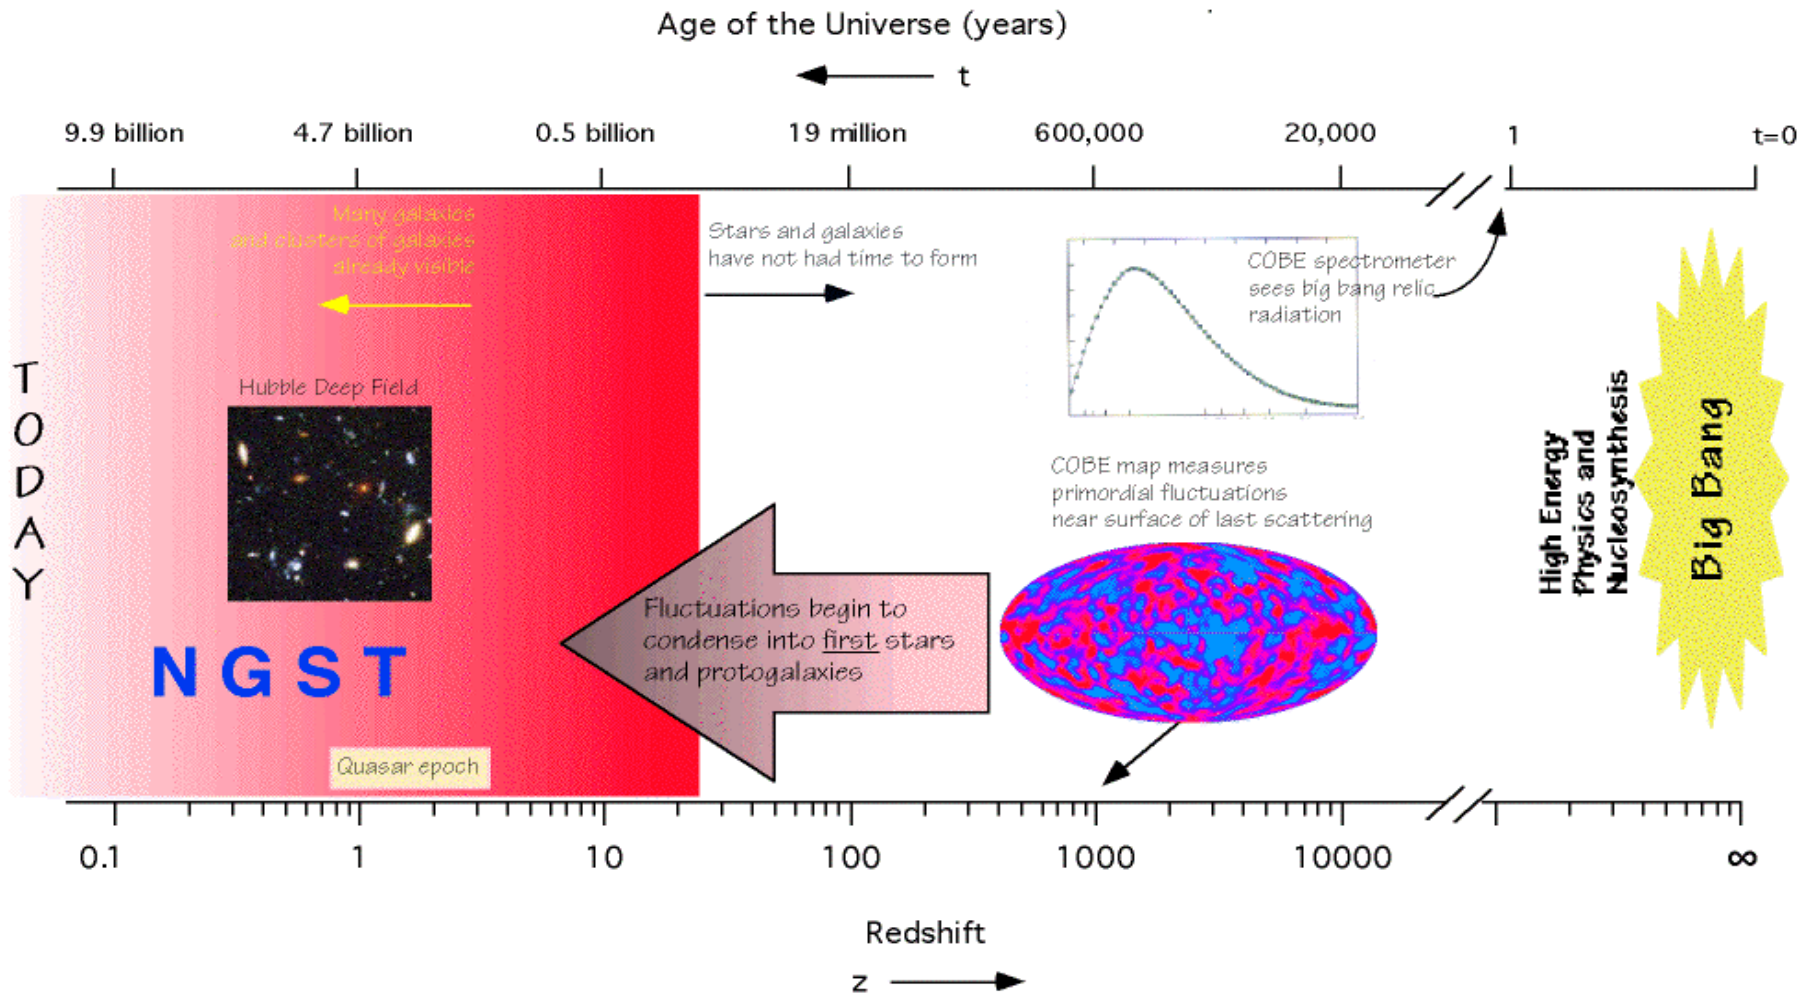 Age of the Universe (years)
t
9.9 billion 4.7 billion 0.5 billion 19 million 600,000 20,000 1 t=0
Many galaxies
and clusters of galaxies
already visible
Stars and galaxies
have not had time to form
COBE spectrometer
sees big bang relic
radiation
TODAY
Hubble Deep Field
COBE map measures
primordial fluctuations
near surface of last scattering
High Energy
Physics and
Nucleosynthesis
Big Bang
Fluctuations begin to
condense into first stars
and protogalaxies
NGST
Quasar epoch
0.1 1 10 100 1000 10000 ∞
Redshift
z